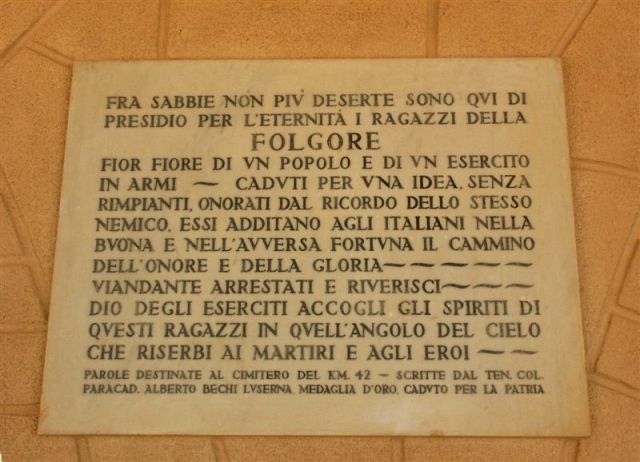 FRA SABBIE NON PIV' DESERTE SONO QVI DI
PRESIDIO PER L'ETERNITÀ I RAGAZZI DELLA
FOLGORE
FIOR FIORE DI VN POPOLO E DI VN ESERCITO
IN ARMI — CADVTI PER VNA IDEA, SENZA
RIMPIANTI, ONORATI DAL RICORDO DELLO STESSO
NEMICO, ESSI ADDITANO AGLI ITALIANI NELLA
BVONA E NELL'AVVERSA FORTVNA IL CAMMINO
DELL'ONORE E DELLA GLORIA — — — — — —
VIANDANTE ARRESTATI E RIVERISCI — — — —
DIO DEGLI ESERCITI ACCOGLI GLI SPIRITI DI
QVESTI RAGAZZI IN QVELL'ANGOLO DEL CIELO
CHE RISERBI AI MARTIRI E AGLI EROI — —
PAROLE DESTINATE AL CIMITERO DEL KM. 42 — SCRITTE DAL TEN. COL.
PARACAD. ALBERTO BECHI LVSERNA, MEDAGLIA D'ORO, CADVTO PER LA PATRIA